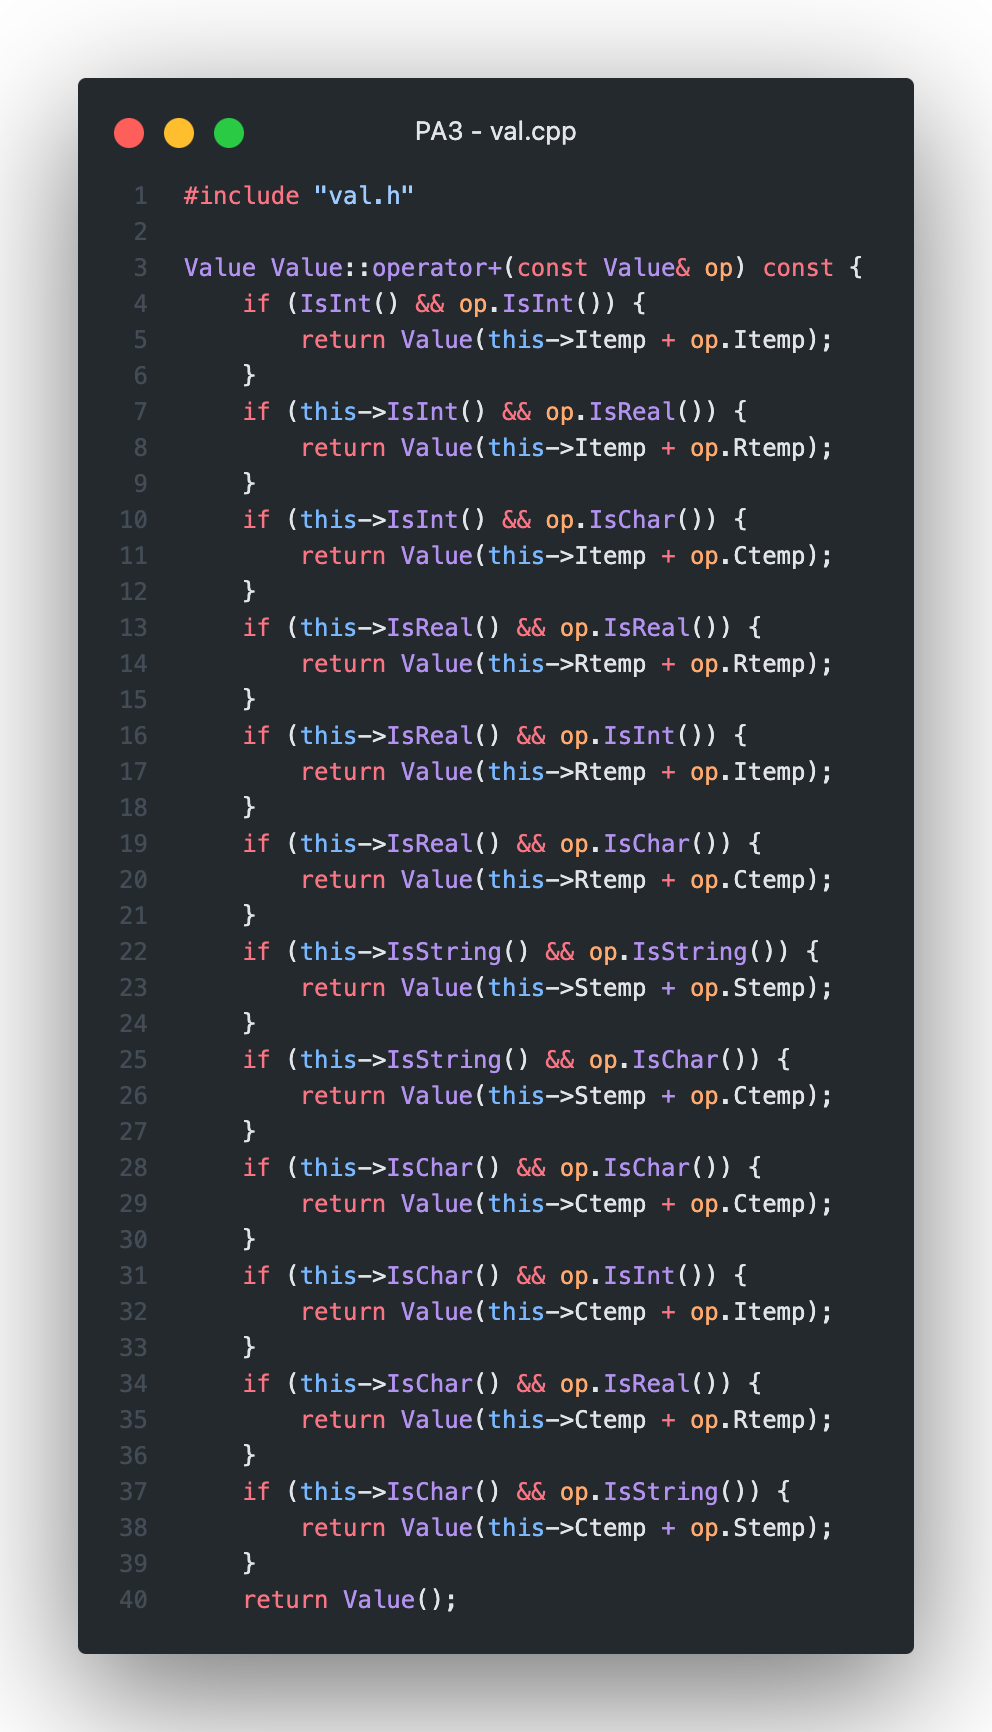 PA3 - val.cpp
1 #include "val.h"
2
3 Value Value::operator+(const Value& op) const {
4     if (IsInt() && op.IsInt()) {
5         return Value(this->Itemp + op.Itemp);
6     }
7     if (this->IsInt() && op.IsReal()) {
8         return Value(this->Itemp + op.Rtemp);
9     }
10     if (this->IsInt() && op.IsChar()) {
11         return Value(this->Itemp + op.Ctemp);
12     }
13     if (this->IsReal() && op.IsReal()) {
14         return Value(this->Rtemp + op.Rtemp);
15     }
16     if (this->IsReal() && op.IsInt()) {
17         return Value(this->Rtemp + op.Itemp);
18     }
19     if (this->IsReal() && op.IsChar()) {
20         return Value(this->Rtemp + op.Ctemp);
21     }
22     if (this->IsString() && op.IsString()) {
23         return Value(this->Stemp + op.Stemp);
24     }
25     if (this->IsString() && op.IsChar()) {
26         return Value(this->Stemp + op.Ctemp);
27     }
28     if (this->IsChar() && op.IsChar()) {
29         return Value(this->Ctemp + op.Ctemp);
30     }
31     if (this->IsChar() && op.IsInt()) {
32         return Value(this->Ctemp + op.Itemp);
33     }
34     if (this->IsChar() && op.IsReal()) {
35         return Value(this->Ctemp + op.Rtemp);
36     }
37     if (this->IsChar() && op.IsString()) {
38         return Value(this->Ctemp + op.Stemp);
39     }
40     return Value();